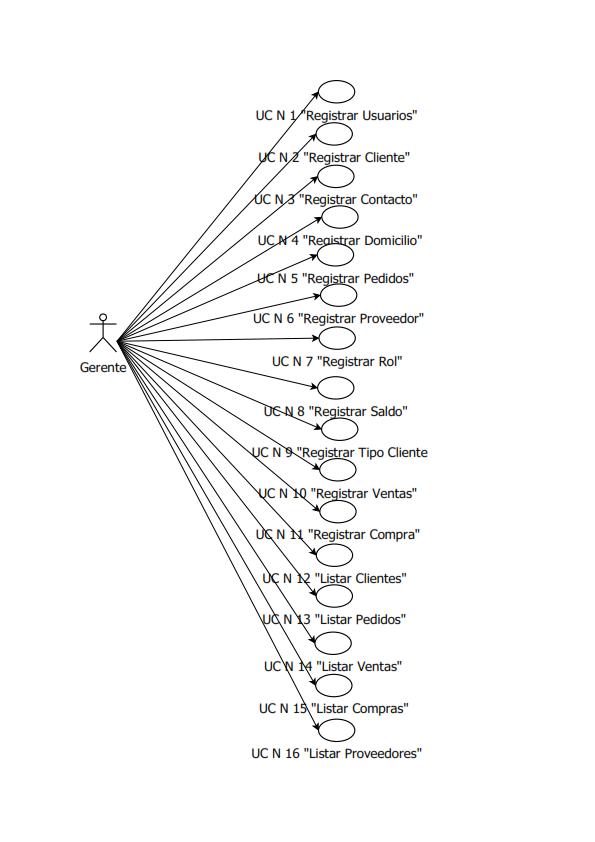 UC N 1 "Registrar Usuarios"
UC N 2 "Registrar Cliente"
UC N 3 "Registrar Contacto"
UC N 4 "Registrar Domicilio"
UC N 5 "Registrar Pedidos"
UC N 6 "Registrar Proveedor"
Gerente
UC N 7 "Registrar Rol"
UC N 8 "Registrar Saldo"
UC N 9 "Registrar Tipo Cliente
UC N 10 "Registrar Ventas"
UC N 11 "Registrar Compra"
UC N 12 "Listar Clientes"
UC N 13 "Listar Pedidos"
UC N 14 "Listar Ventas"
UC N 15 "Listar Compras"
UC N 16 "Listar Proveedores"